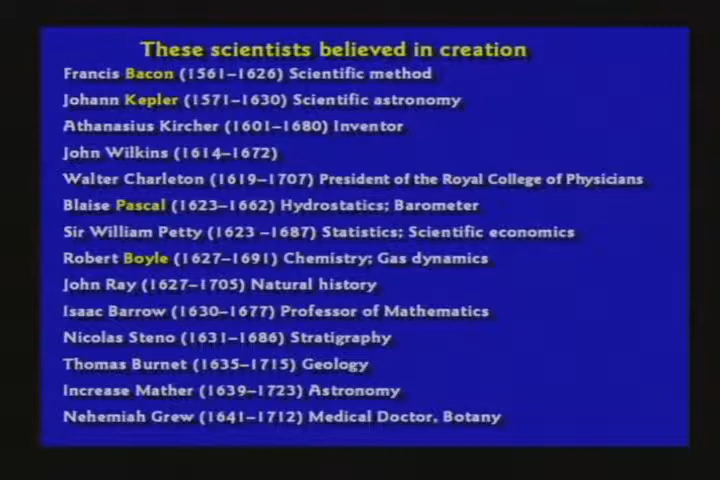 These scientists believed in creation
Francis Bacon (1561–1626) Scientific method
Johann Kepler (1571–1630) Scientific astronomy
Athanasius Kircher (1601–1680) Inventor
John Wilkins (1614–1672)
Walter Charleton (1619–1707) President of the Royal College of Physicians
Blaise Pascal (1623–1662) Hydrostatics; Barometer
Sir William Petty (1623 –1687) Statistics; Scientific economics
Robert Boyle (1627–1691) Chemistry; Gas dynamics
John Ray (1627–1705) Natural history
Isaac Barrow (1630–1677) Professor of Mathematics
Nicolas Steno (1631–1686) Stratigraphy
Thomas Burnet (1635–1715) Geology
Increase Mather (1639–1723) Astronomy
Nehemiah Grew (1641–1712) Medical Doctor, Botany